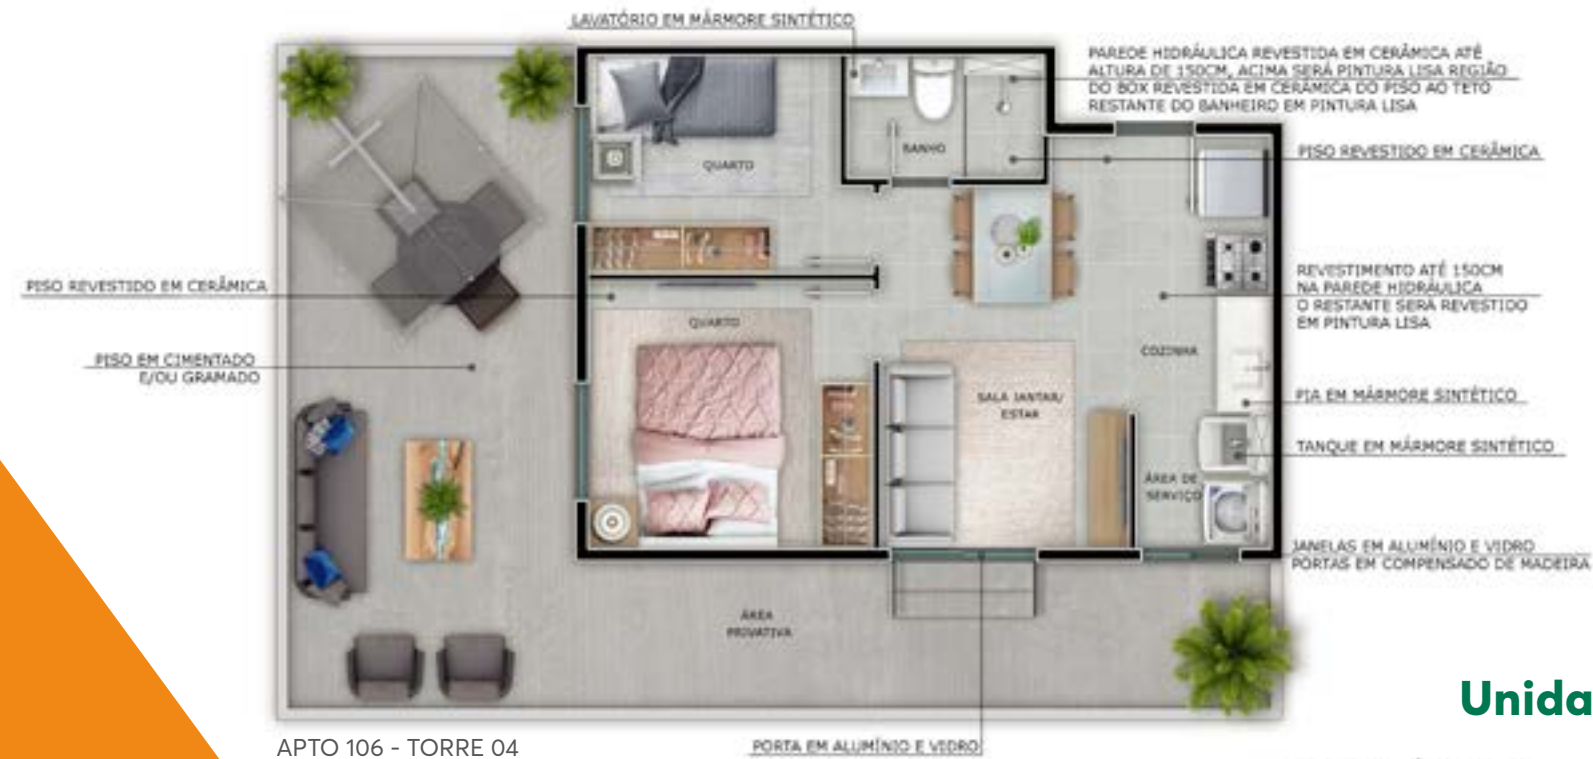 LAVATÓRIO EM MÁRMORE SINTÉTICO
PAREDE HIDRÁULICA REVESTIDA EM CERÂMICA ATÉ
ALTURA DE 150CM, ACIMA SERÁ PINTURA LISA REGIÃO
DO BOX REVESTIDA EM CERÂMICA DO PISO AO TETO
RESTANTE DO BANHEIRO EM PINTURA LISA
BANHO
PISO REVESTIDO EM CERÂMICA
QUARTO
REVESTIMENTO ATÉ 150CM
NA PAREDE HIDRÁULICA
O RESTANTE SERÁ REVESTIDO
EM PINTURA LISA
PISO REVESTIDO EM CERÂMICA
QUARTO
COZINHA
PISO EM CIMENTADO
E/OU GRAMADO
SALA JANTAR/
ESTAR
PIA EM MÁRMORE SINTÉTICO
TANQUE EM MÁRMORE SINTÉTICO
ÁREA DE
SERVIÇO
JANELAS EM ALUMÍNIO E VIDRO
PORTAS EM COMPENSADO DE MADEIRA
ÁREA
PRIVATIVA
Unida
APTO 106 - TORRE 04
PORTA EM ALUMÍNIO E VIDRO